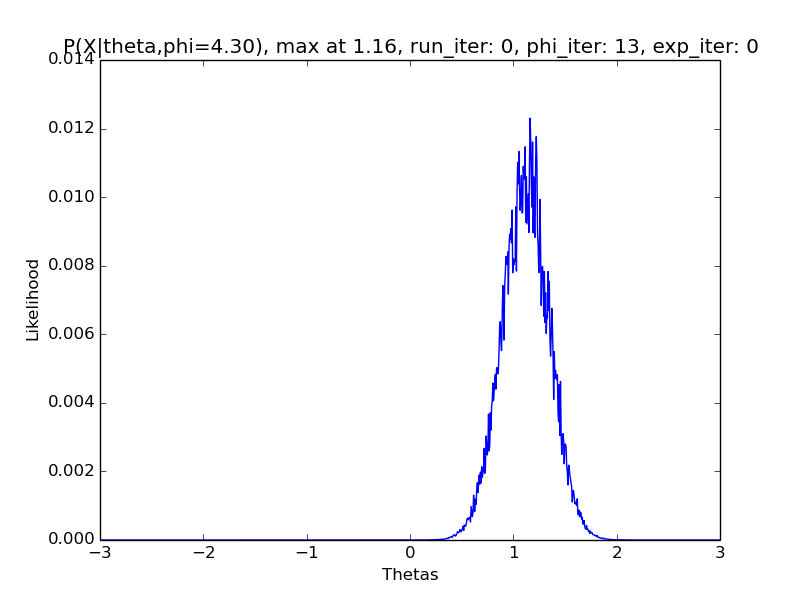 P(X|theta,phi=4.30), max at 1.16, run_iter: 0, phi_iter: 13, exp_iter: 0
0.014
0.012
0.010
0.008
0.006
0.004
0.002
0.000
Likelihood
−3 −2 −1 0 1 2 3
Thetas